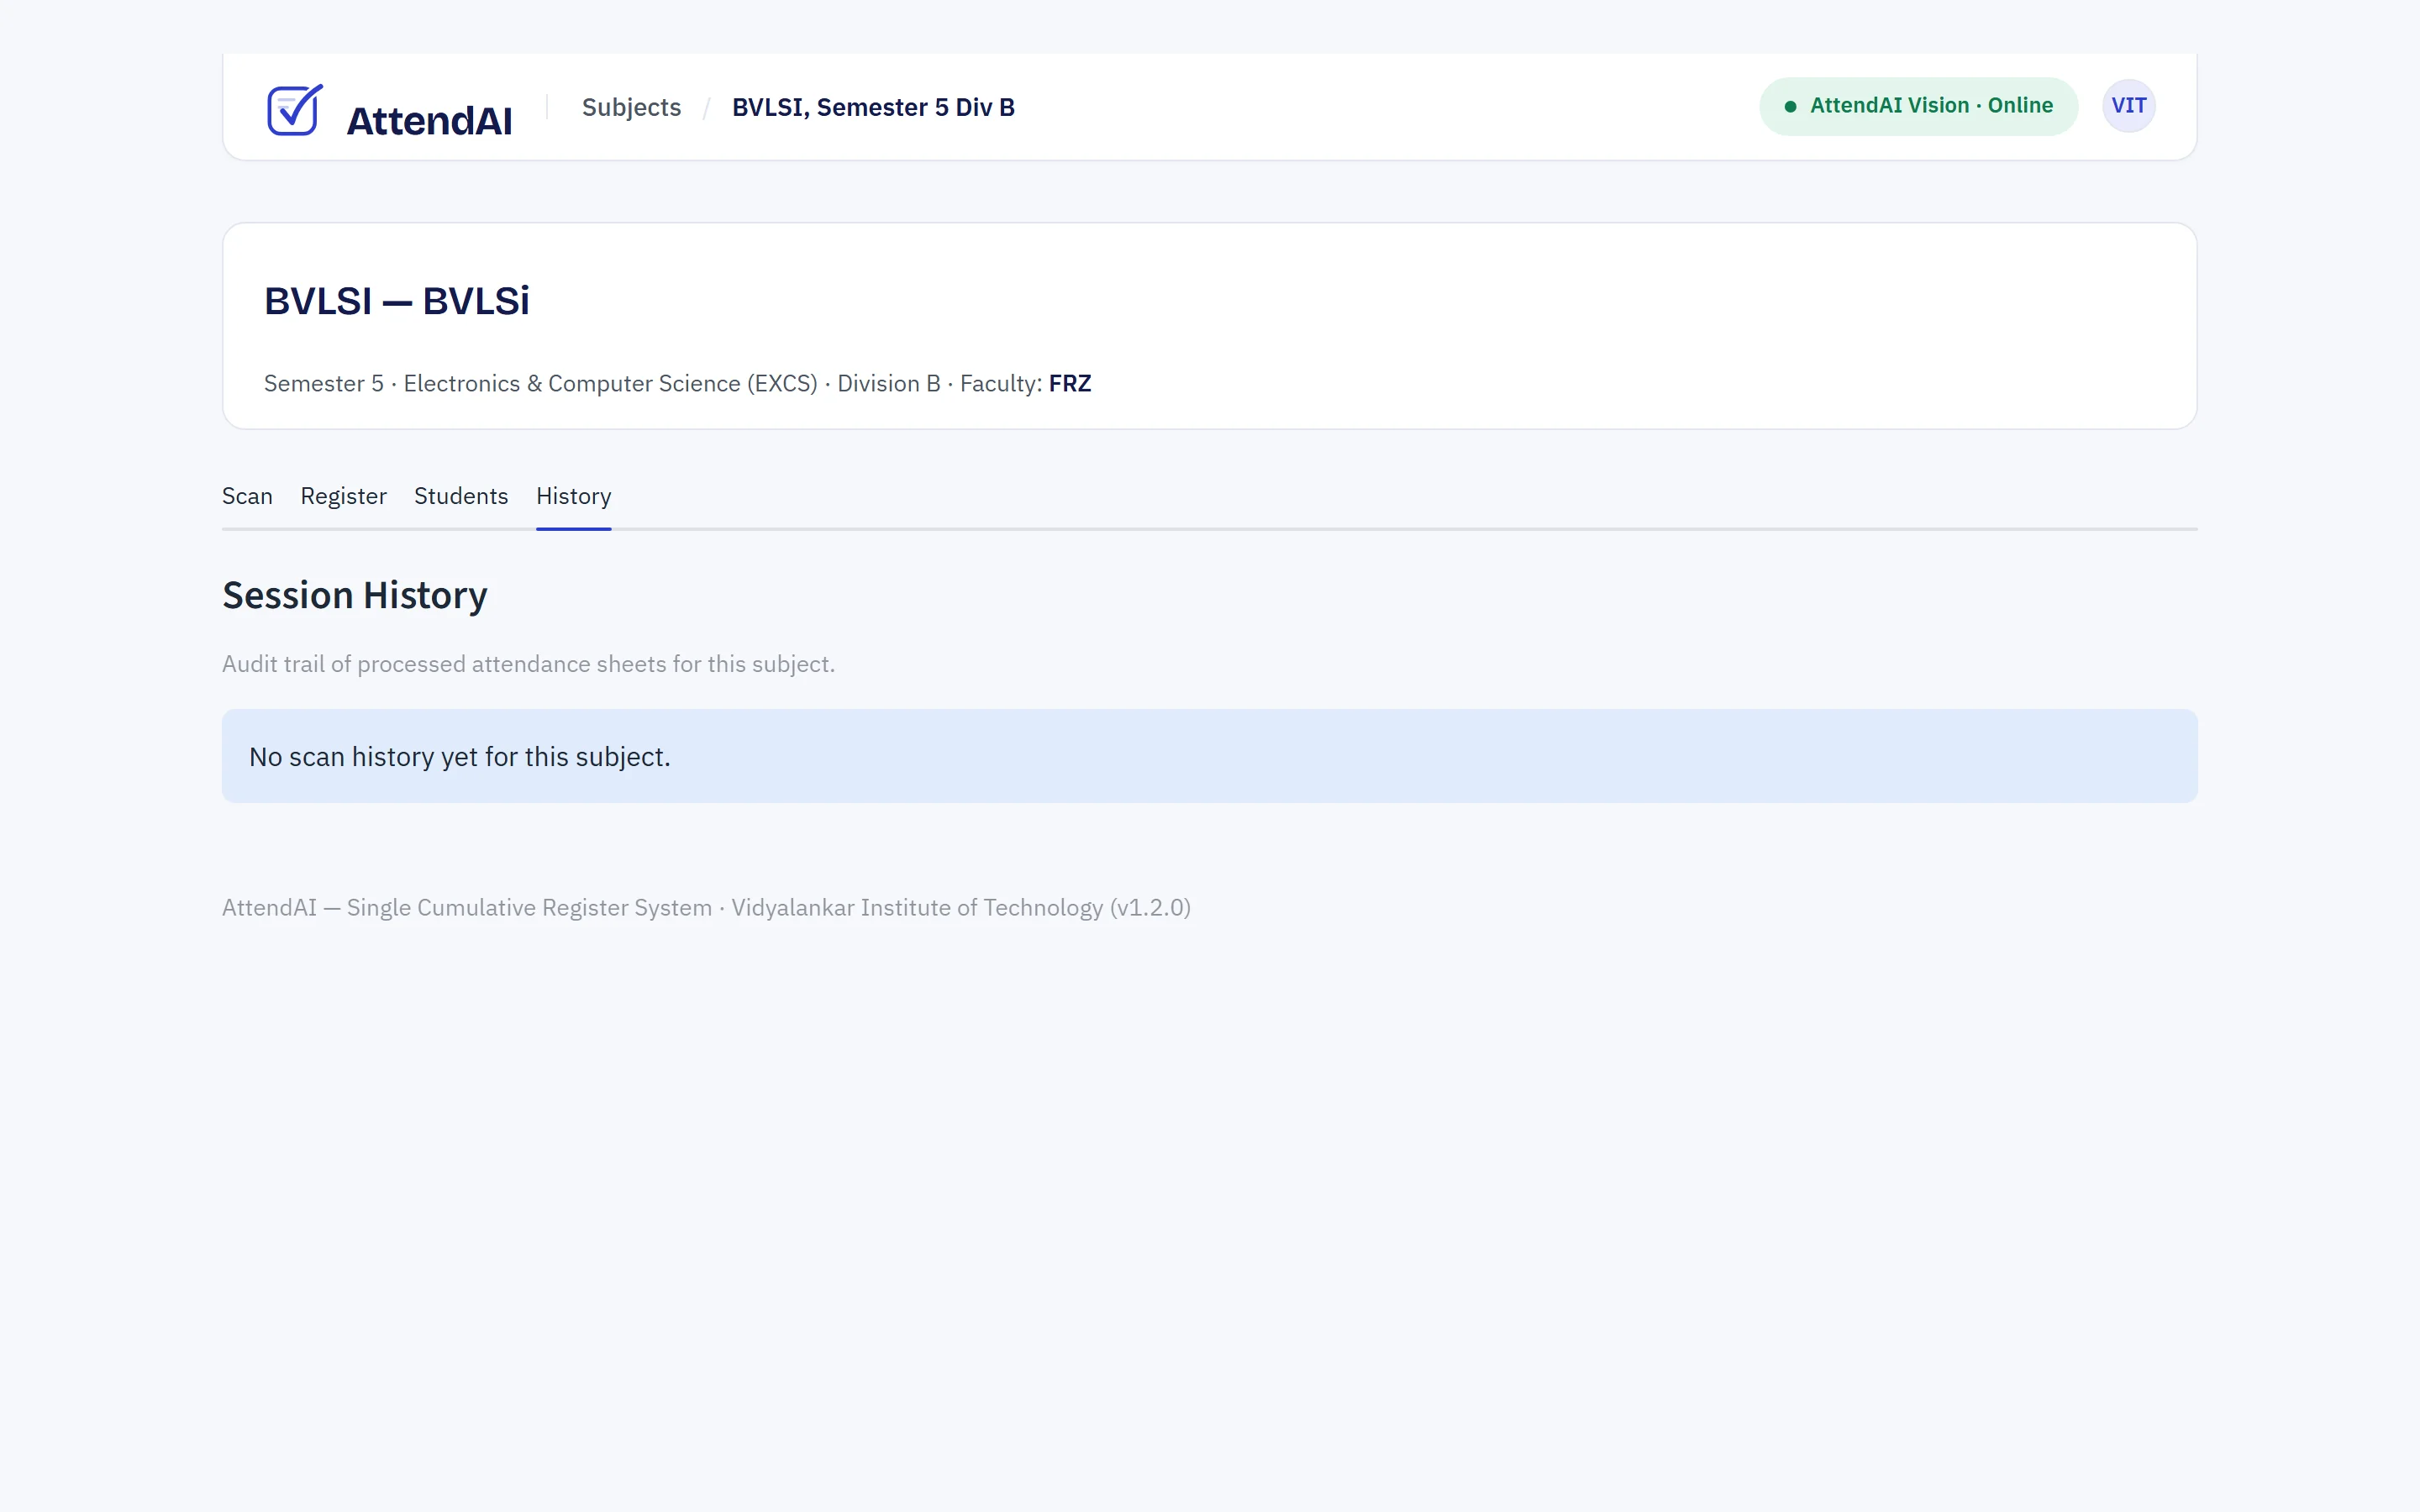 AttendAI Subjects / BVLSI, Semester 5 Div B AttendAI Vision · Online VIT
BVLSI — BVLSi
Semester 5 · Electronics & Computer Science (EXCS) · Division B · Faculty: FRZ
Scan Register Students History
Session History
Audit trail of processed attendance sheets for this subject.
No scan history yet for this subject.
AttendAI — Single Cumulative Register System · Vidyalankar Institute of Technology (v1.2.0)